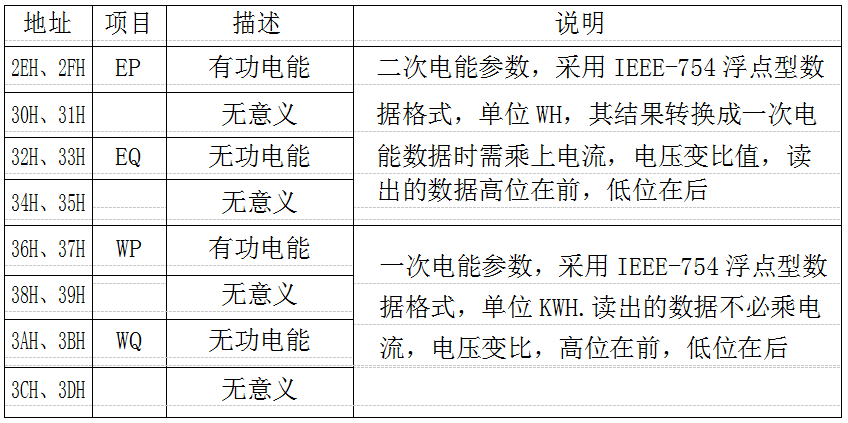 地址 项目 描述 说明
2EH、2FH EP 有功电能 二次电能参数，采用 IEEE-754 浮点型数
30H、31H 无意义 据格式，单位 WH，其结果转换成一次电
32H、33H EQ 无功电能 能数据时需乘上电流，电压变比值，读
34H、35H 无意义 出的数据高位在前，低位在后
36H、37H WP 有功电能 一次电能参数，采用 IEEE-754 浮点型数
38H、39H 无意义 据格式，单位 KWH.读出的数据不必乘电
3AH、3BH WQ 无功电能 流，电压变比，高位在前，低位在后
3CH、3DH 无意义